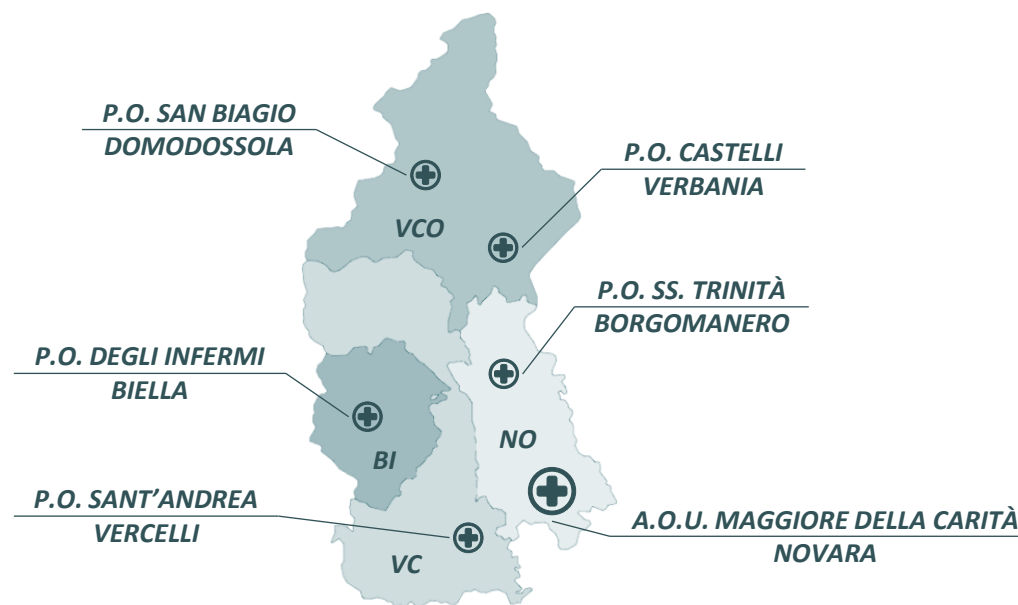 P.O. SAN BIAGIO
DOMODOSSOLA
P.O. CASTELLI
VERBANIA
VCO
P.O. SS. TRINITÀ
BORGOMANERO
P.O. DEGLI INFERMI
BIELLA
NO
BI
P.O. SANT’ANDREA
VERCELLI
A.O.U. MAGGIORE DELLA CARITÀ
NOVARA
VC